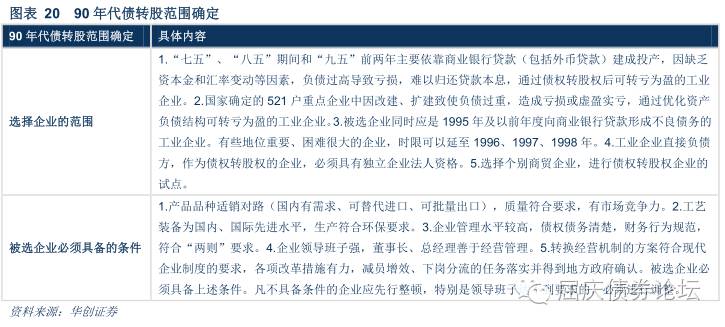 图表 20 90 年代债转股范围确定
90 年代债转股范围确定 具体内容
1.“七五”、“八五”期间和“九五”前两年主要依靠商业银行贷款（包括外币贷款）建成投产，因缺乏
资本金和汇率变动等因素，负债过高导致亏损，难以归还贷款本息，通过债权转股权后可转亏为盈的工业
企业。2.国家确定的 521 户重点企业中因改建、扩建致使负债过重，造成亏损或虚盈实亏，通过优化资产
选择企业的范围
负债结构可转亏为盈的工业企业。3.被选企业同时应是 1995 年及以前年度向商业银行贷款形成不良债务的
工业企业。有些地位重要、困难很大的企业，时限可以延至 1996、1997、1998 年。4.工业企业直接负债
方，作为债权转股权的企业，必须具有独立企业法人资格。5.选择个别商贸企业，进行债权转股权企业的
试点。
1.产品品种适销对路（国内有需求、可替代进口、可批量出口），质量符合要求，有市场竞争力。2.工艺
装备为国内、国际先进水平，生产符合环保要求。3.企业管理水平较高，债权债务清楚，财务行为规范，
被选企业必须具备的条件
符合“两则”要求。4.企业领导班子强，董事长、总经理善于经营管理。5.转换经营机制的方案符合现代
企业制度的要求，各项改革措施有力，减员增效、下岗分流的任务落实并得到地方政府确认。被选企业必
须具备上述条件。凡不具备条件的企业应先行整顿，特别是领导班子
资料来源：华创证券
屈庆债券论坛